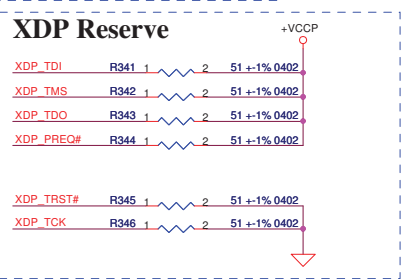 XDP Reserve
+VCCP
XDP_TDI R341 1 2 51 +-1% 0402
XDP_TMS R342 1 2 51 +-1% 0402
XDP_TDO R343 1 2 51 +-1% 0402
XDP_PREQ# R344 1 2 51 +-1% 0402
XDP_TRST# R345 1 2 51 +-1% 0402
XDP_TCK R346 1 2 51 +-1% 0402